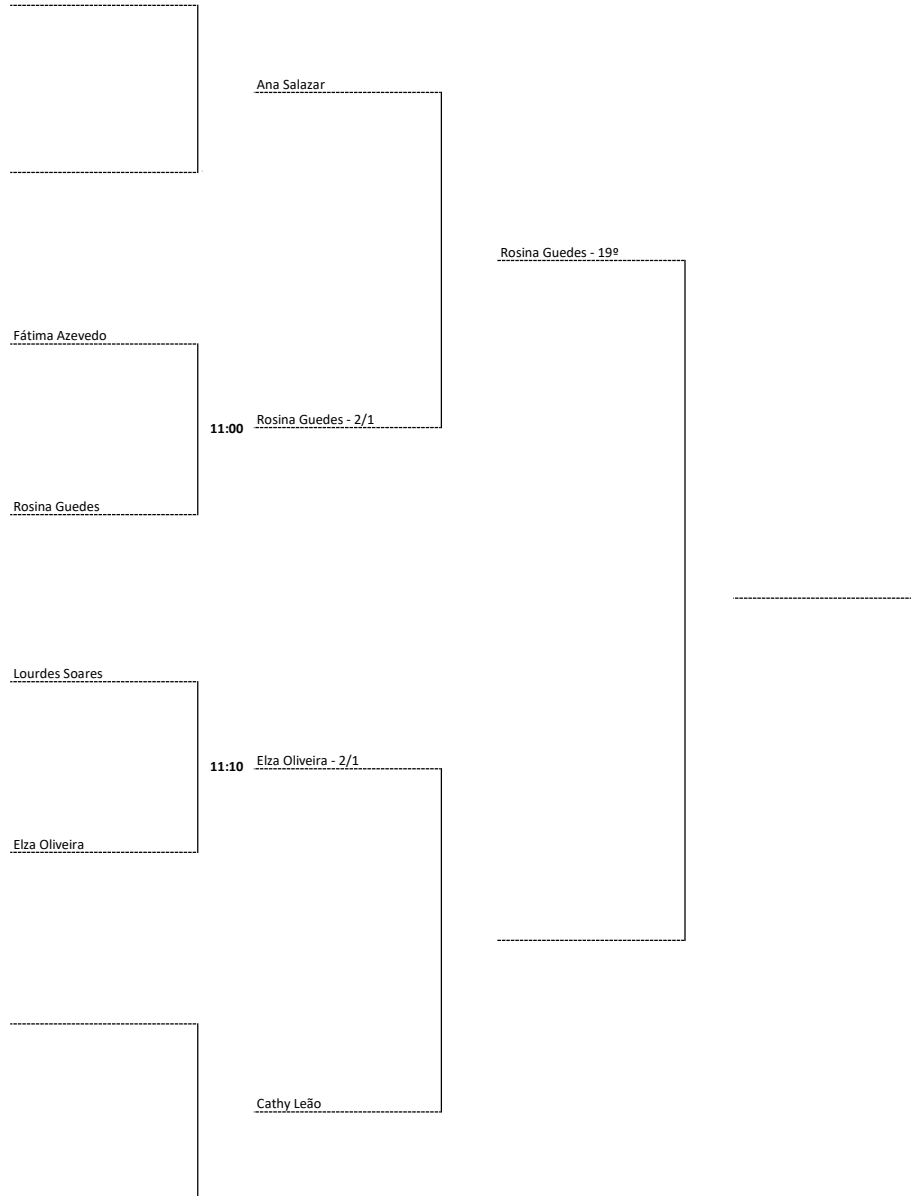 Ana Salazar
Rosina Guedes - 19º
Fátima Azevedo
11:00 Rosina Guedes - 2/1
Rosina Guedes
Lourdes Soares
11:10 Elza Oliveira - 2/1
Elza Oliveira
Cathy Leão